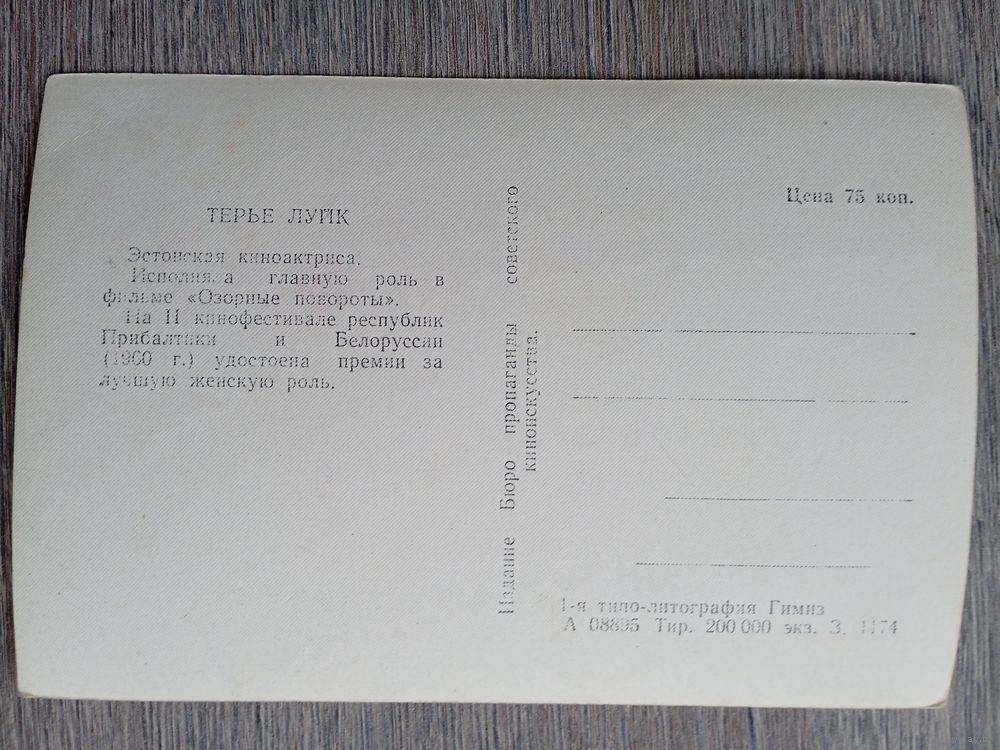 ТЕРЬЕ ЛУЙК
Эстонская киноактриса.
Исполняла главную роль в
фильме «Озорные повороты».
На II кинофестивале республик
Прибалтики и Белоруссии
(1960 г.) удостоена премии за
лучшую женскую роль.
Издание Бюро пропаганды советского
киноискусства.
Цена 75 коп.
1-я типо-литография Гимиз
А 08895 Тир. 200 000 экз. З. 1174